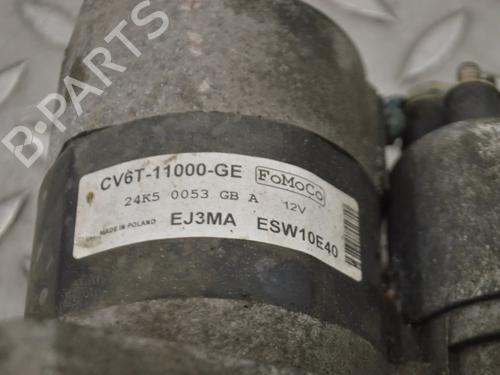 B-PARTS
CV6T-11000-GE FoMoCo
24K5 0053 GB A 12V
MADE IN POLAND EJ3MA ESW10E40